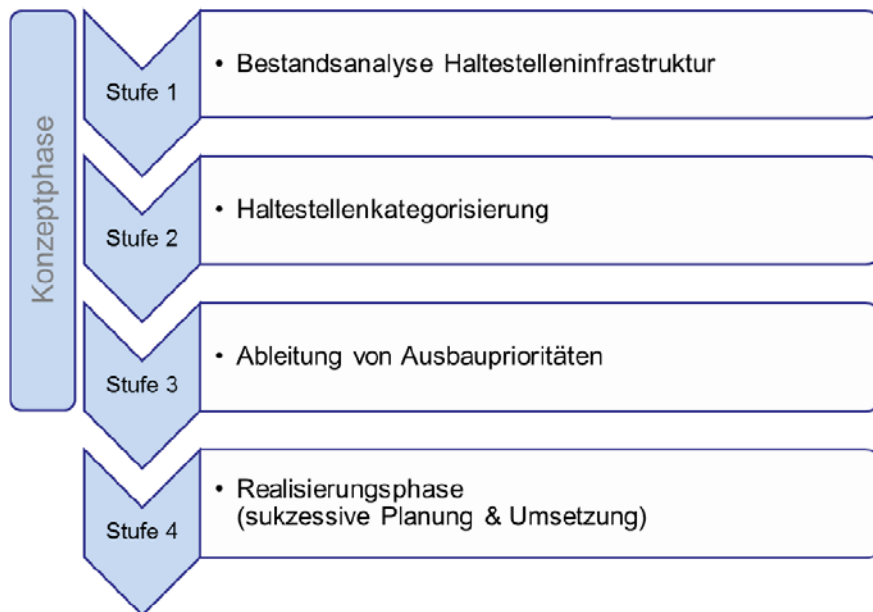 Konzeptphase
Stufe 1
• Bestandsanalyse Haltestelleninfrastruktur
Stufe 2
• Haltestellenkategorisierung
Stufe 3
• Ableitung von Ausbauprioritäten
Stufe 4
• Realisierungsphase
(sukzessive Planung & Umsetzung)